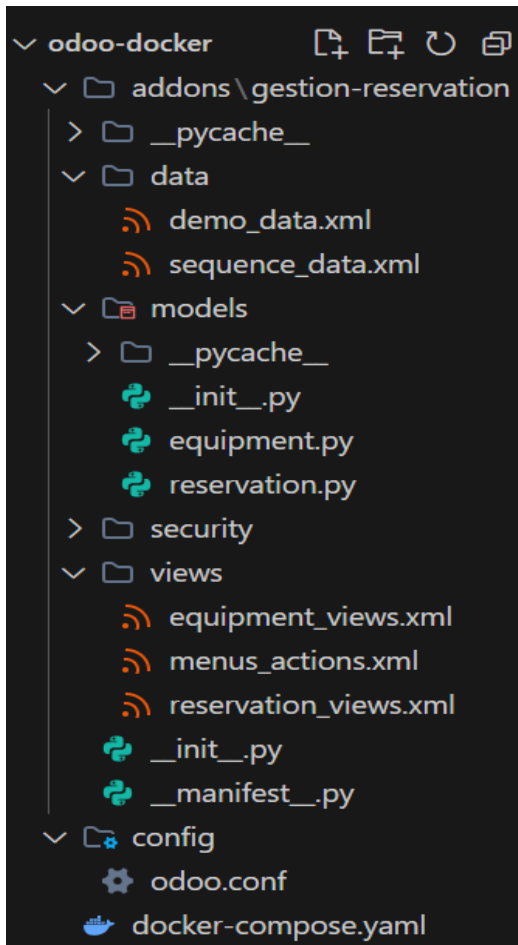 odoo-docker
addons\gestion-reservation
__pycache__
data
demo_data.xml
sequence_data.xml
models
__pycache__
__init__.py
equipment.py
reservation.py
security
views
equipment_views.xml
menus_actions.xml
reservation_views.xml
__init__.py
__manifest__.py
config
odoo.conf
docker-compose.yaml